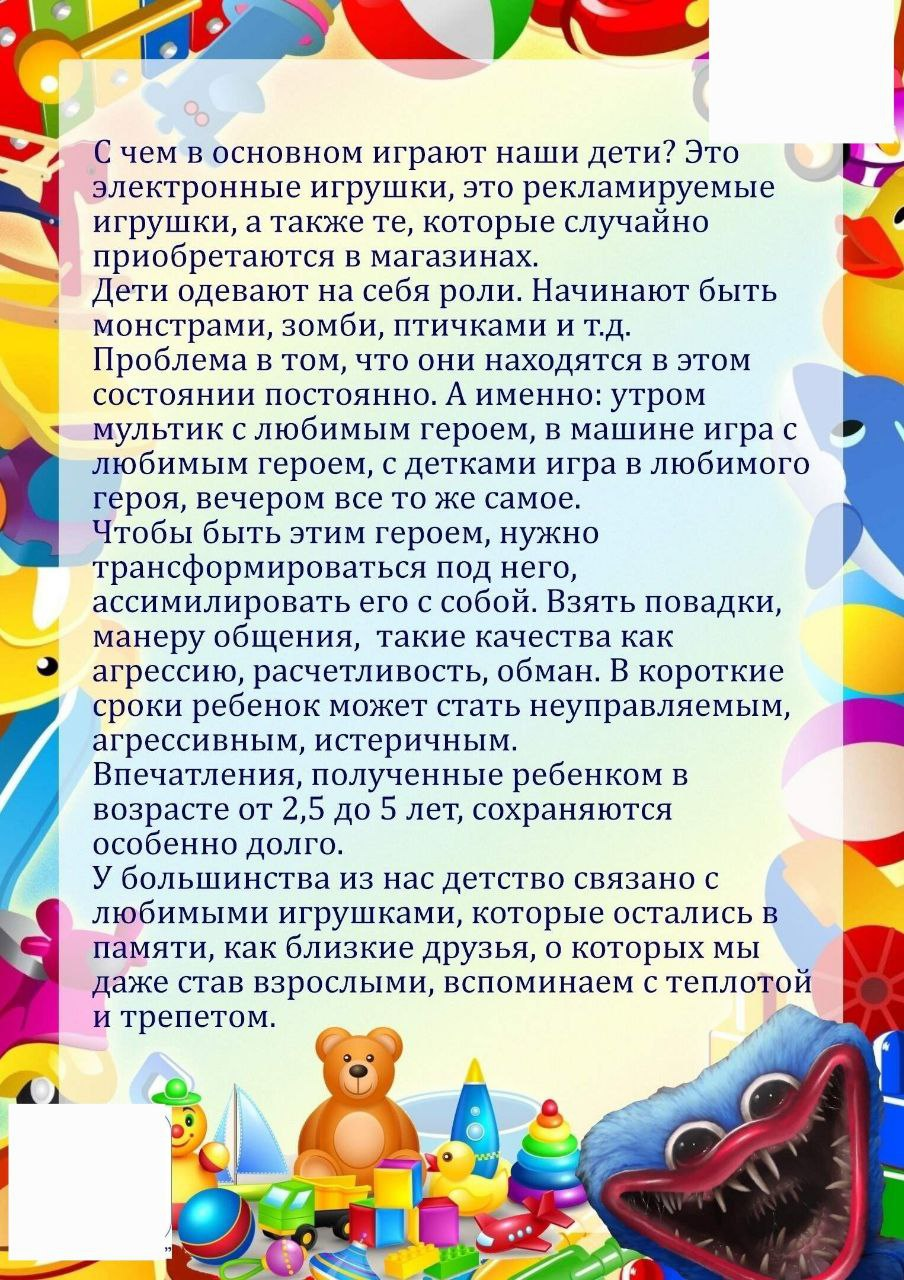 С чем в основном играют наши дети? Это
электронные игрушки, это рекламируемые
игрушки, а также те, которые случайно
приобретаются в магазинах.
Дети одевают на себя роли. Начинают быть
монстрами, зомби, птичками и т.д.
Проблема в том, что они находятся в этом
состоянии постоянно. А именно: утром
мультик с любимым героем, в машине игра с
любимым героем, с детками игра в любимого
героя, вечером все то же самое.
Чтобы быть этим героем, нужно
трансформироваться под него,
ассимилировать его с собой. Взять повадки,
манеру общения, такие качества как
агрессию, расчетливость, обман. В короткие
сроки ребенок может стать неуправляемым,
агрессивным, истеричным.
Впечатления, полученные ребенком в
возрасте от 2,5 до 5 лет, сохраняются
особенно долго.
У большинства из нас детство связано с
любимыми игрушками, которые остались в
памяти, как близкие друзья, о которых мы
даже став взрослыми, вспоминаем с теплотой
и трепетом.